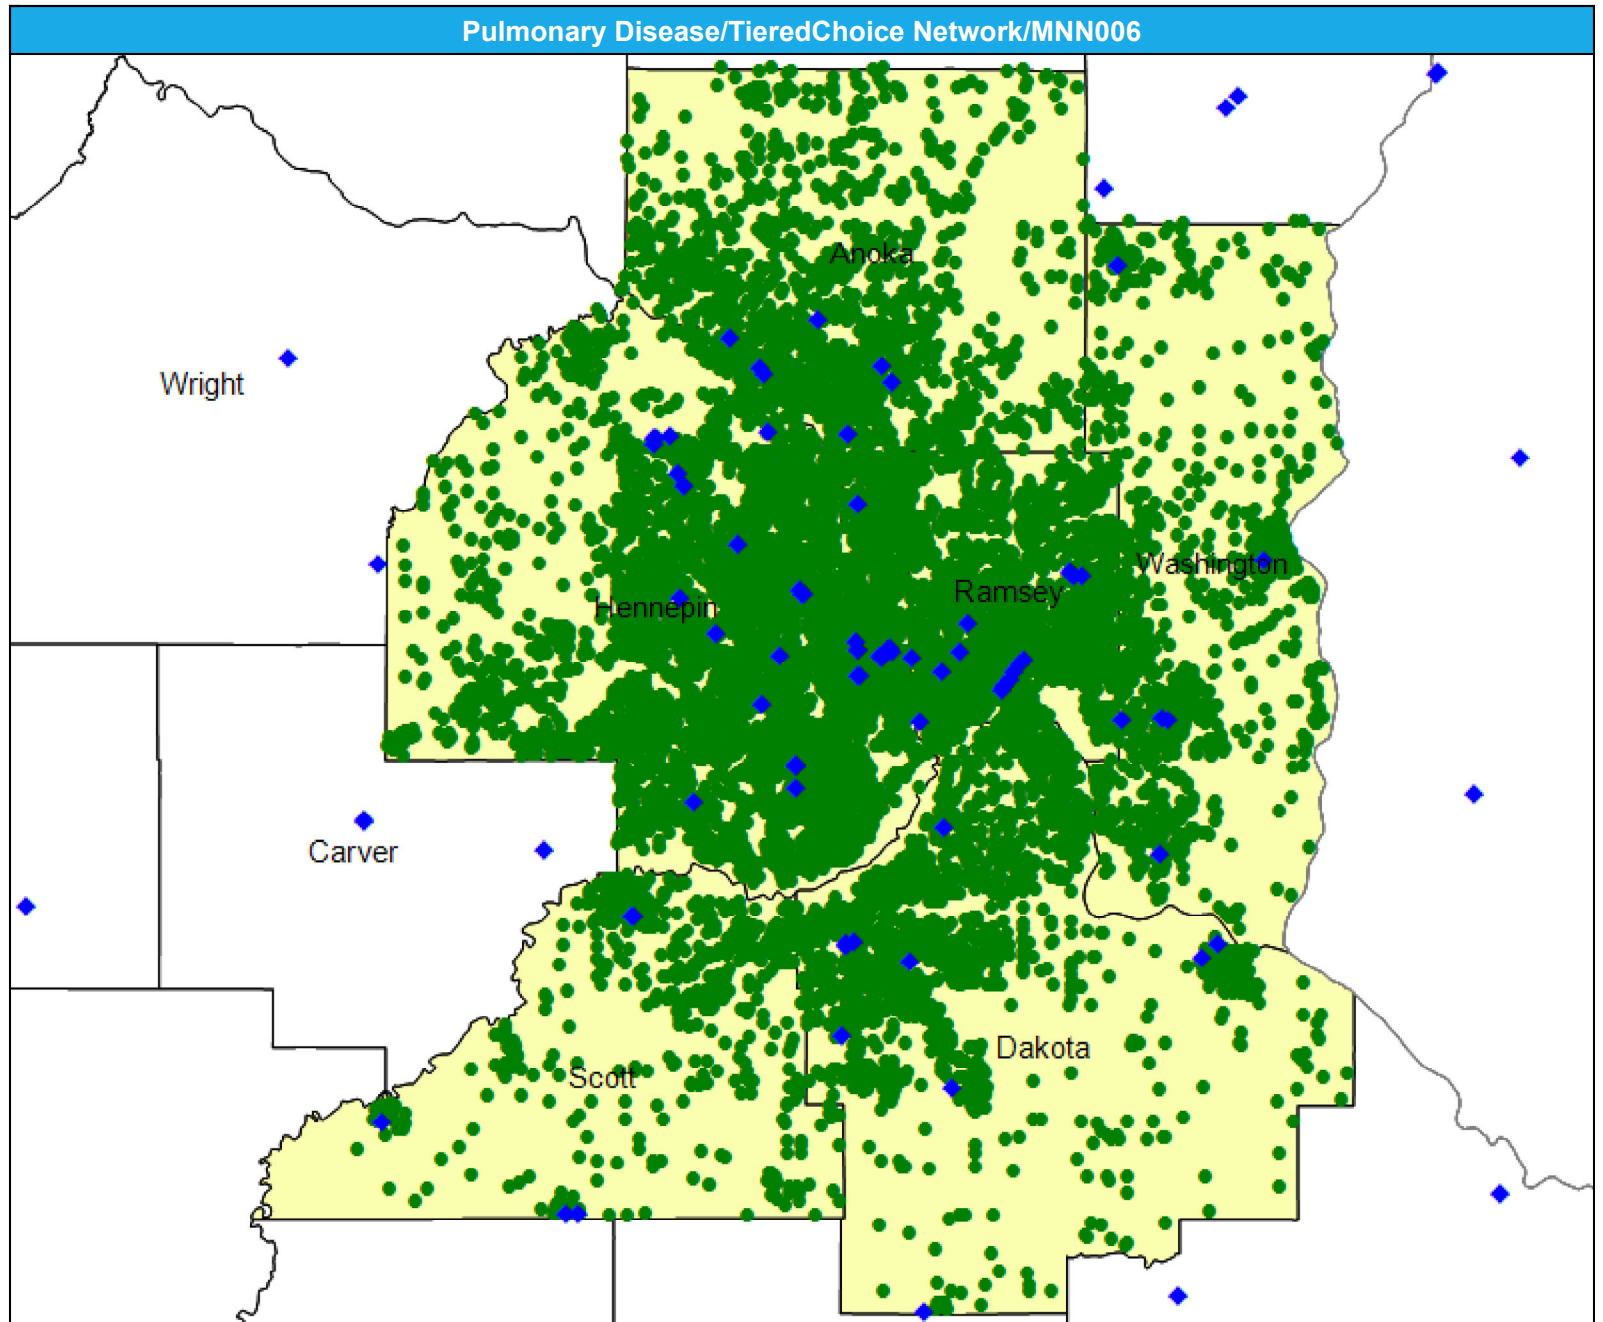 Pulmonary Disease/TieredChoice Network/MNN006
Anoka
Wright
Washington
Ramsey
Hennepin
Carver
Dakota
Scott